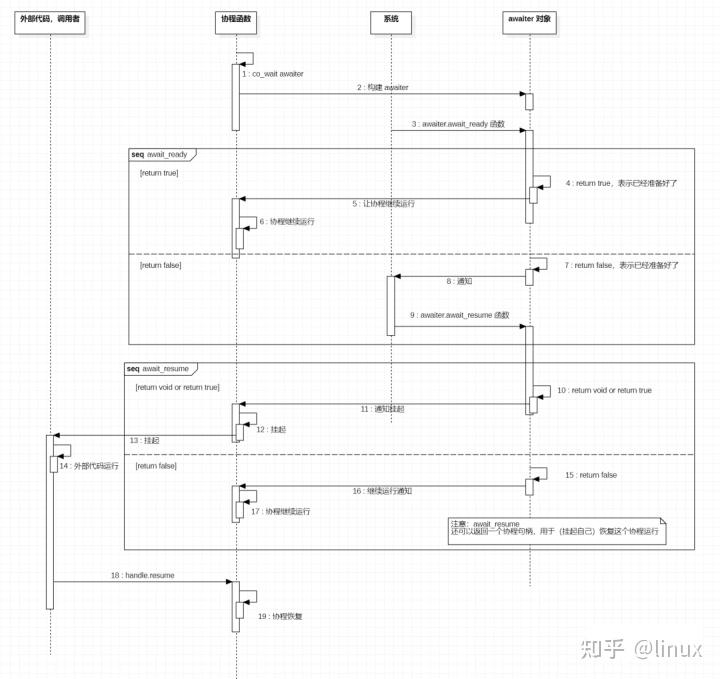 外部代码，调用者
协程函数
系统
awaiter 对象
1 : co_wait awaiter
2 : 构建 awaiter
3 : awaiter.await_ready 函数
seq await_ready
[return true]
4 : return true，表示已经准备好了
5 : 让协程继续运行
6 : 协程继续运行
[return false]
7 : return false，表示已经准备好了
8 : 通知
9 : awaiter.await_resume 函数
seq await_resume
[return void or return true]
10 : return void or return true
11 : 通知挂起
12 : 挂起
13 : 挂起
14 : 外部代码运行
[return false]
15 : return false
16 : 继续运行通知
17 : 协程继续运行
注意：await_resume
还可以返回一个协程句柄，用于（挂起自己）恢复这个协程运行
18 : handle.resume
19 : 协程恢复
知乎 @linux